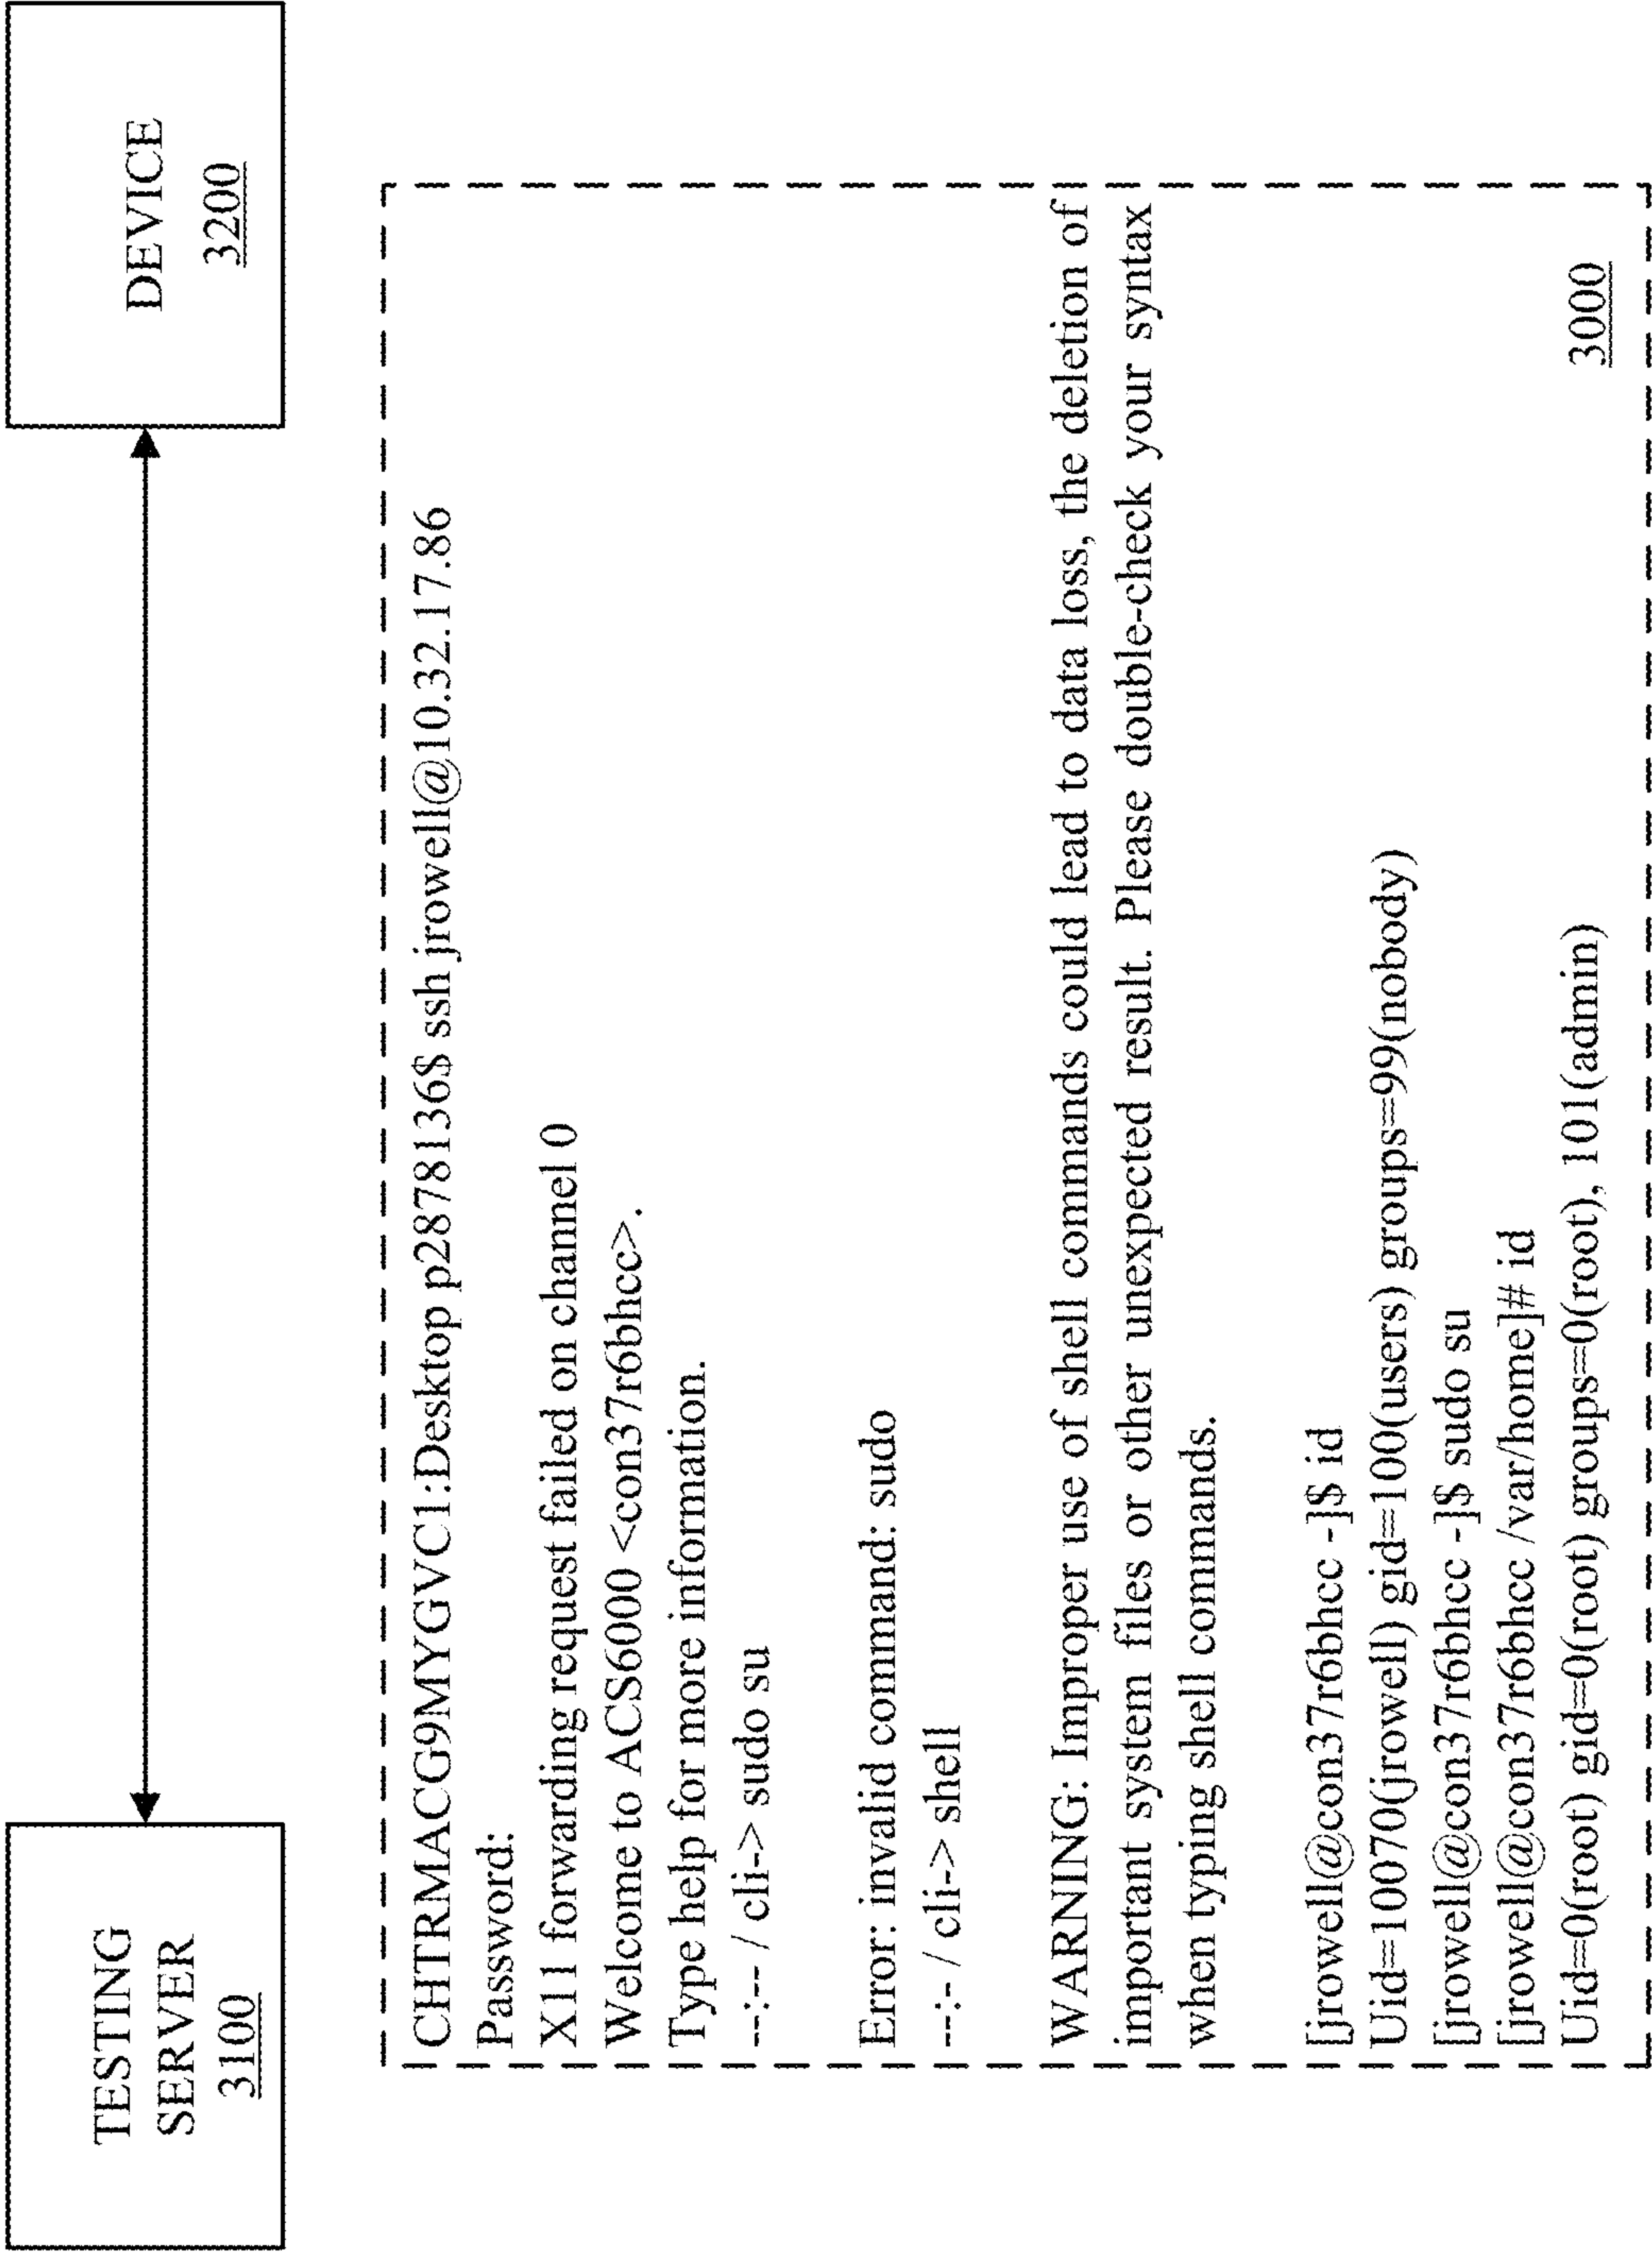 TESTING
SERVER
3100
DEVICE
3200
CHTRMACG9MYGVC1:Desktop p2878136$ ssh jrowell@10.32.17.86
Password:
X11 forwarding request failed on channel 0
Welcome to ACS6000 <con37r6bhcc>.
Type help for more information.
--:-- / cli-> sudo su
Error: invalid command: sudo
--:- / cli-> shell
WARNING: Improper use of shell commands could lead to data loss, the deletion of
important system files or other unexpected result. Please double-check your syntax
when typing shell commands.
[jrowell@con37r6bhcc -]$ id
Uid=10070(jrowell) gid=100(users) groups=99(nobody)
[jrowell@con37r6bhcc -]$ sudo su
[jrowell@con37r6bhcc /var/home]# id
Uid=0(root) gid=0(root) groups=0(root), 101(admin)
3000